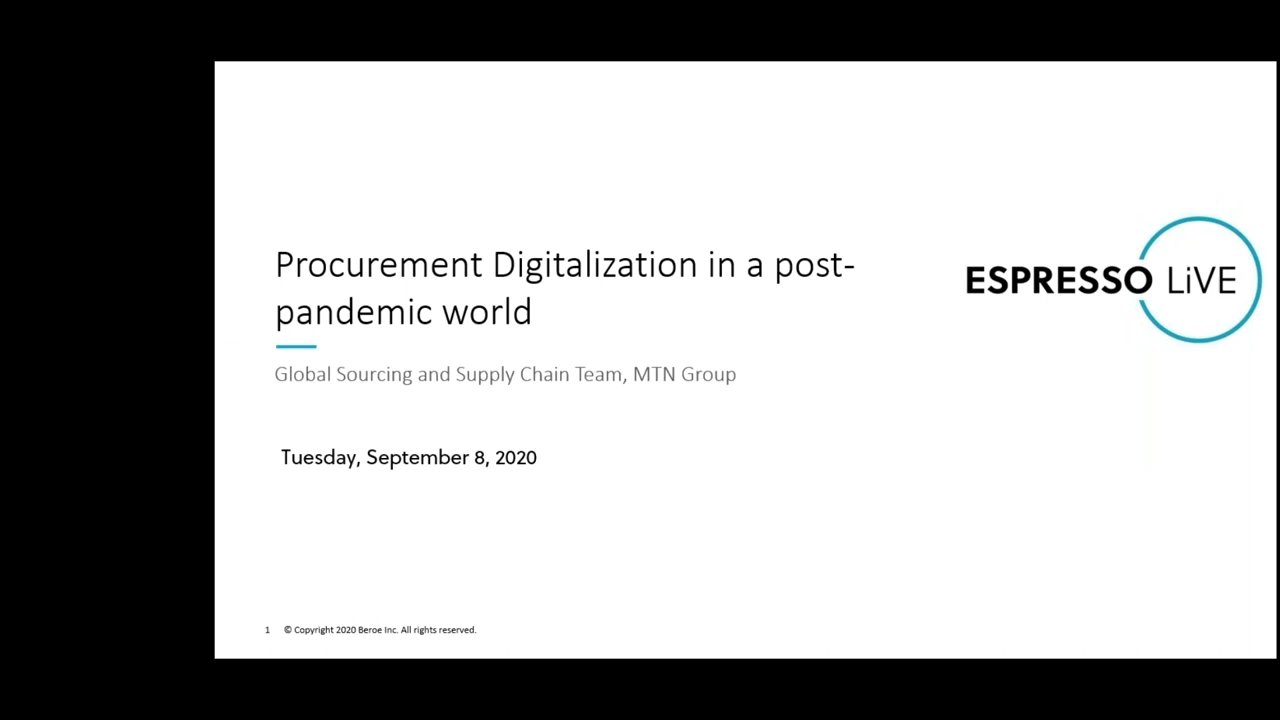 Procurement Digitalization in a post-
pandemic world
ESPRESSO LiVE
Global Sourcing and Supply Chain Team, MTN Group
Tuesday, September 8, 2020
1 © Copyright 2020 Beroe Inc. All rights reserved.